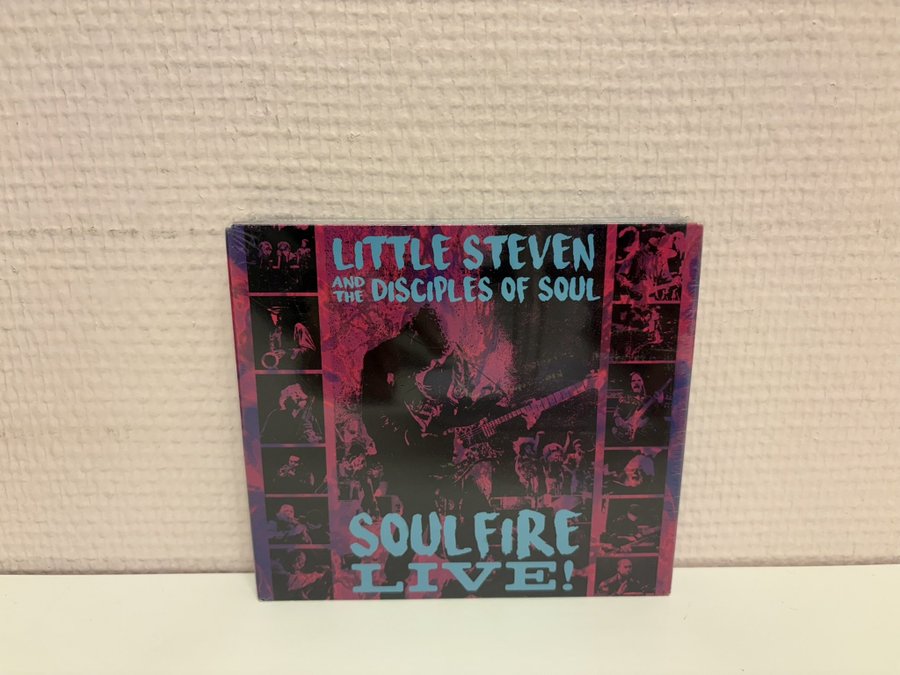 LITTLE STEVEN
AND THE DISCIPLES OF SOUL
SOULFIRE
LIVE!